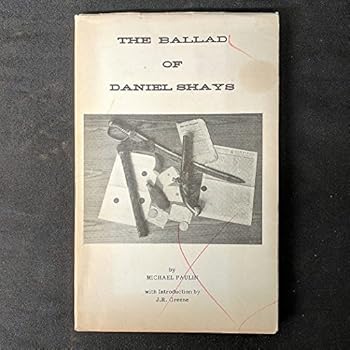 THE BALLAD
OF
DANIEL SHAYS
by
MICHAEL PAULIN
with Introduction by
J.R. Greene